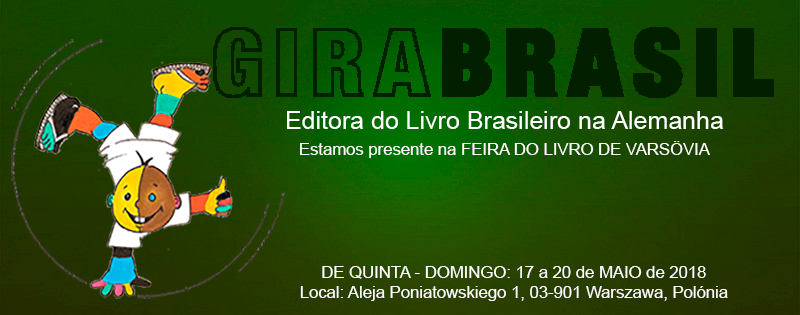 GIRABRASIL
Editora do Livro Brasileiro na Alemanha
Estamos presente na FEIRA DO LIVRO DE VARSÖVIA
DE QUINTA - DOMINGO: 17 a 20 de MAIO de 2018
Local: Aleja Poniatowskiego 1, 03-901 Warszawa, Polónia